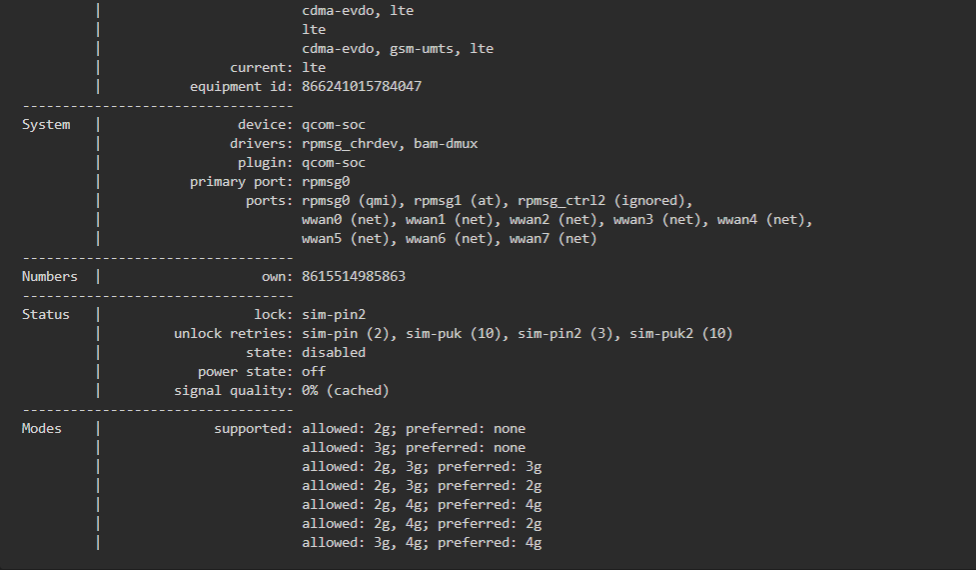 | cdma-evdo, lte
| lte
| cdma-evdo, gsm-umts, lte
| current: lte
| equipment id: 866241015784047
----------------------------------
System | device: qcom-soc
| drivers: rpmsg_chrdev, bam-dmux
| plugin: qcom-soc
| primary port: rpmsg0
| ports: rpmsg0 (qmi), rpmsg1 (at), rpmsg_ctrl2 (ignored),
| wwan0 (net), wwan1 (net), wwan2 (net), wwan3 (net), wwan4 (net),
| wwan5 (net), wwan6 (net), wwan7 (net)
----------------------------------
Numbers | own: 8615514985863
----------------------------------
Status | lock: sim-pin2
| unlock retries: sim-pin (2), sim-puk (10), sim-pin2 (3), sim-puk2 (10)
| state: disabled
| power state: off
| signal quality: 0% (cached)
----------------------------------
Modes | supported: allowed: 2g; preferred: none
| allowed: 3g; preferred: none
| allowed: 2g, 3g; preferred: 3g
| allowed: 2g, 3g; preferred: 2g
| allowed: 2g, 4g; preferred: 4g
| allowed: 2g, 4g; preferred: 2g
| allowed: 3g, 4g; preferred: 4g